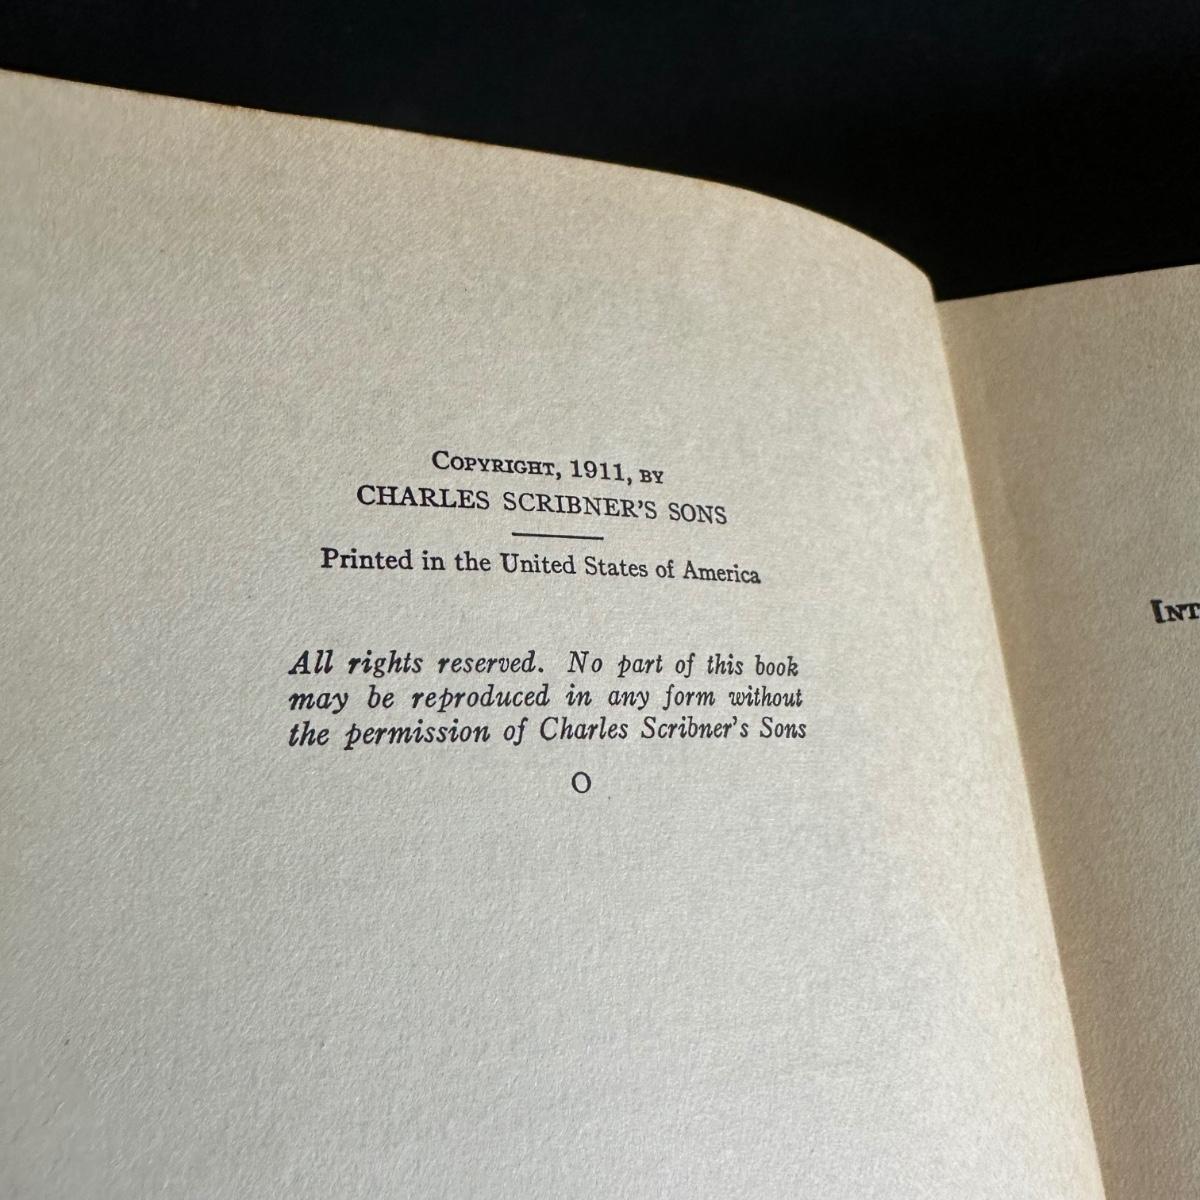 Copyright, 1911, by
CHARLES SCRIBNER'S SONS
Printed in the United States of America
All rights reserved. No part of this book
may be reproduced in any form without
the permission of Charles Scribner's Sons
O